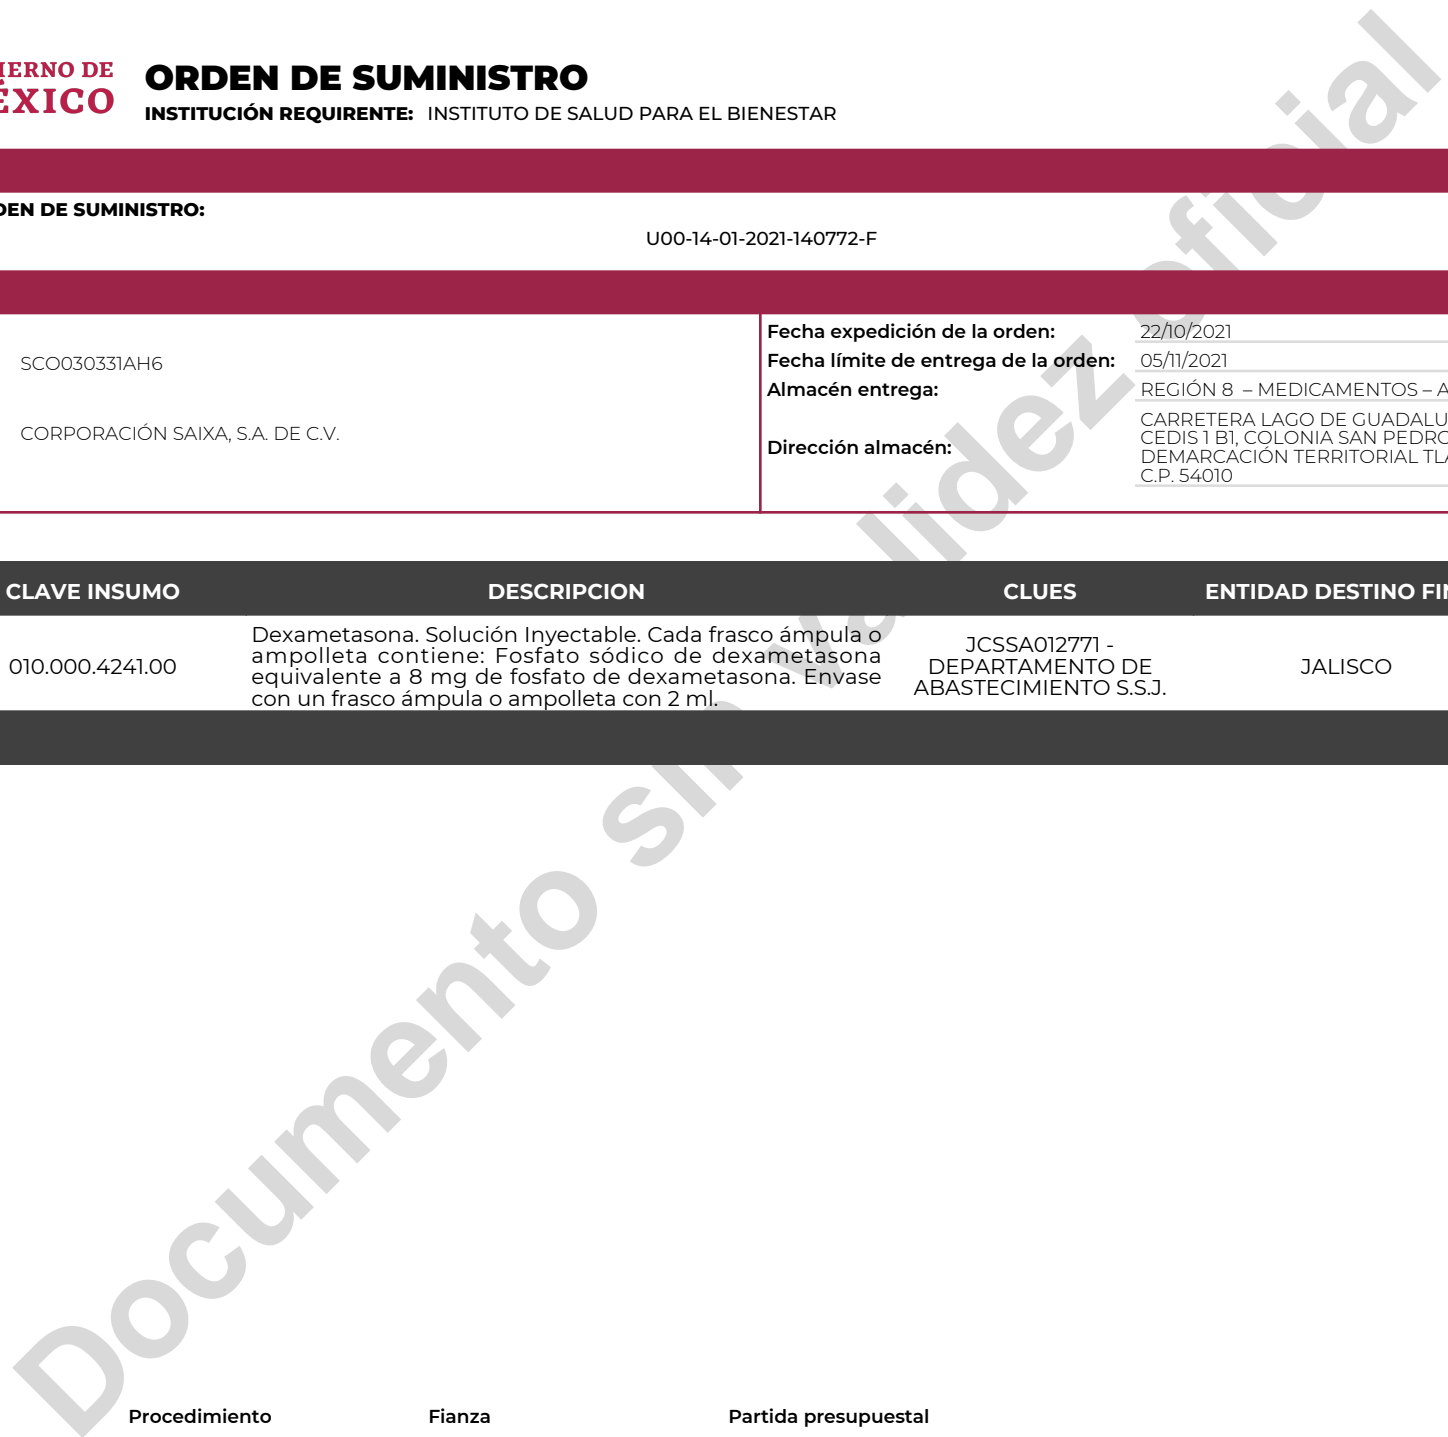 IERNO DE
ÉXICO
ORDEN DE SUMINISTRO
INSTITUCIÓN REQUIRENTE: INSTITUTO DE SALUD PARA EL BIENESTAR
DEN DE SUMINISTRO:
U00-14-01-2021-140772-F
SCO030331AH6
CORPORACIÓN SAIXA, S.A. DE C.V.
Fecha expedición de la orden: 22/10/2021
Fecha límite de entrega de la orden: 05/11/2021
Almacén entrega: REGIÓN 8 – MEDICAMENTOS – A
Dirección almacén:
CARRETERA LAGO DE GUADALU
CEDIS 1 B1, COLONIA SAN PEDRO
DEMARCACIÓN TERRITORIAL TLA
C.P. 54010
CLAVE INSUMO DESCRIPCION CLUES ENTIDAD DESTINO FIN
010.000.4241.00
Dexametasona. Solución Inyectable. Cada frasco ámpula o
ampolleta contiene: Fosfato sódico de dexametasona
equivalente a 8 mg de fosfato de dexametasona. Envase
con un frasco ámpula o ampolleta con 2 ml.
JCSSA012771 -
DEPARTAMENTO DE
ABASTECIMIENTO S.S.J.
JALISCO
Documento sin validez oficial
Procedimiento Fianza Partida presupuestal